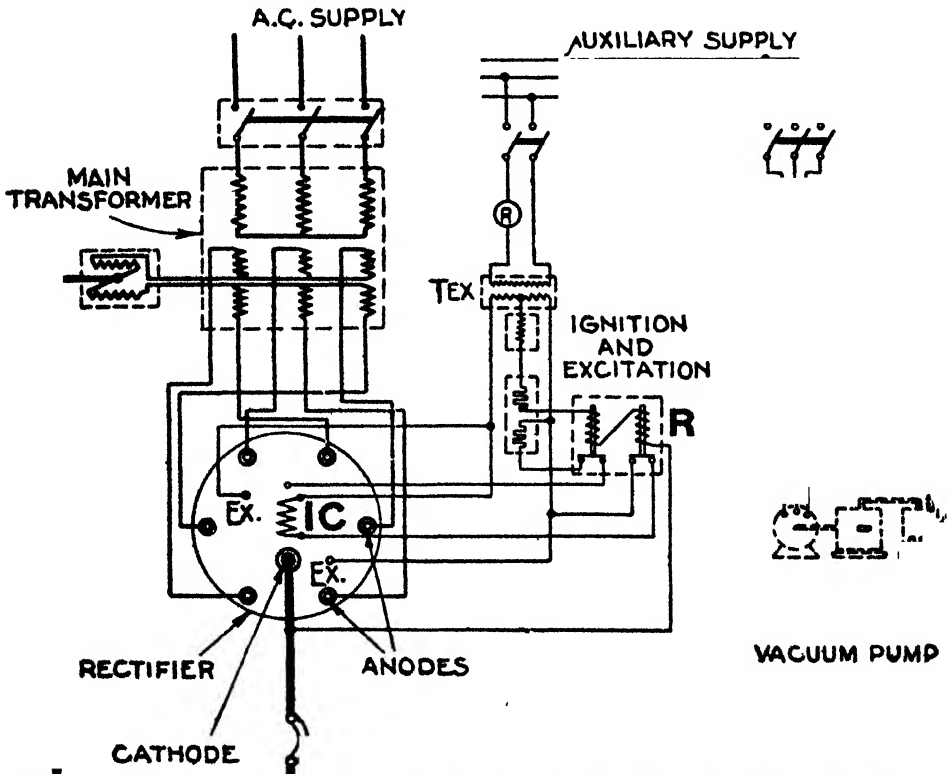 A.C. SUPPLY
AUXILIARY SUPPLY
MAIN
TRANSFORMER
R
TEX
IGNITION
AND
EXCITATION
R
EX.
IC
EX.
RECTIFIER
ANODES
VACUUM PUMP
CATHODE